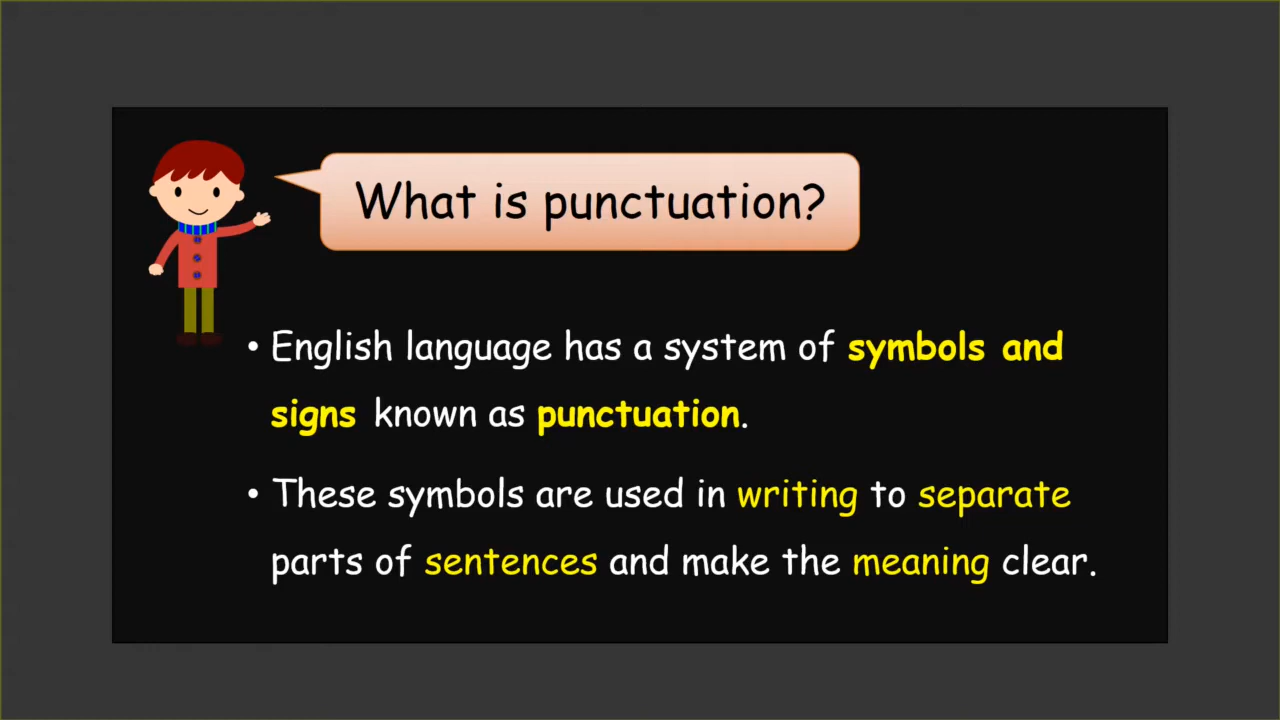 What is punctuation?
• English language has a system of symbols and
signs known as punctuation.
• These symbols are used in writing to separate
parts of sentences and make the meaning clear.